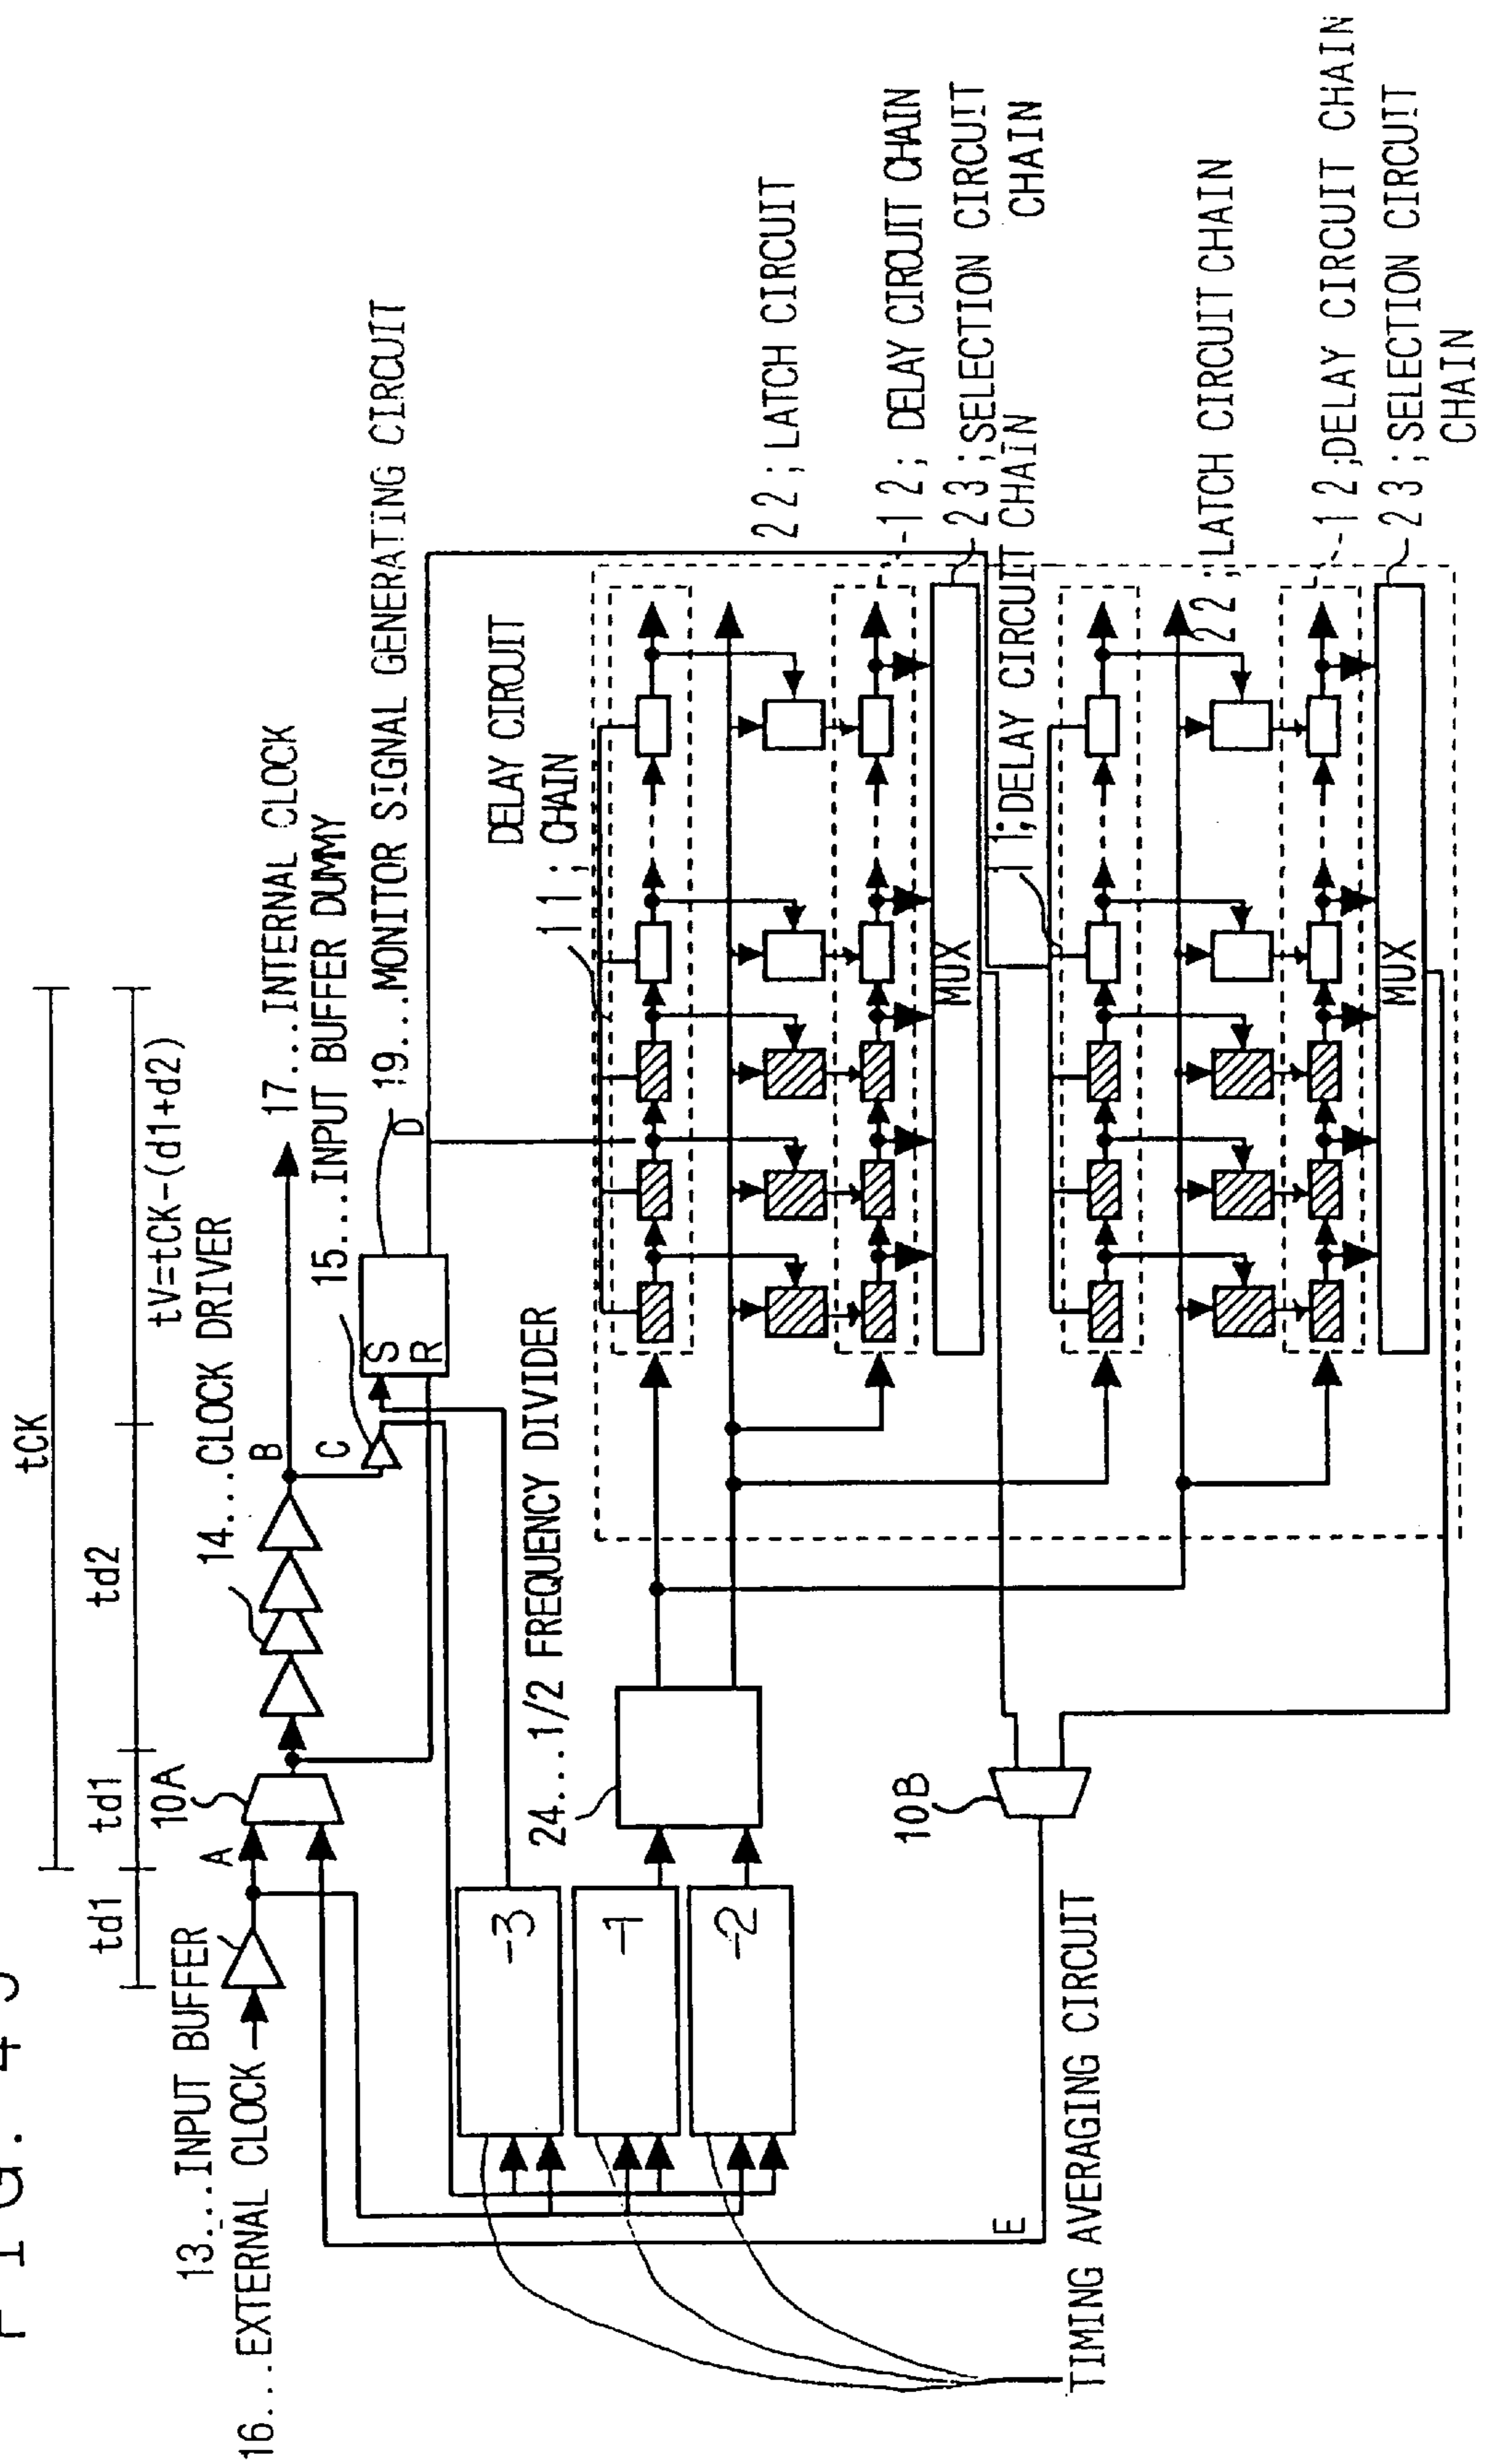 tCK
td1
td1
td2
tV=tCK-(d1+d2)
13...INPUT BUFFER
16...EXTERNAL CLOCK
A
10A
14...CLOCK DRIVER
B
C
17...INTERNAL CLOCK
15...INPUT BUFFER DUMMY
19...MONITOR SIGNAL GENERATING CIRCUIT
S
R
D
-3
-1
-2
24...1/2 FREQUENCY DIVIDER
DELAY CIRCUIT
11; CHAIN
22; LATCH CIRCUIT
12; DELAY CIRCUIT CHAIN
MUX
23; SELECTION CIRCUIT
CHAIN
11; DELAY CIRCUIT CHAIN
22; LATCH CIRCUIT CHAIN
12; DELAY CIRCUIT CHAIN
MUX
23; SELECTION CIRCUIT
CHAIN
10B
E
TIMING AVERAGING CIRCUIT